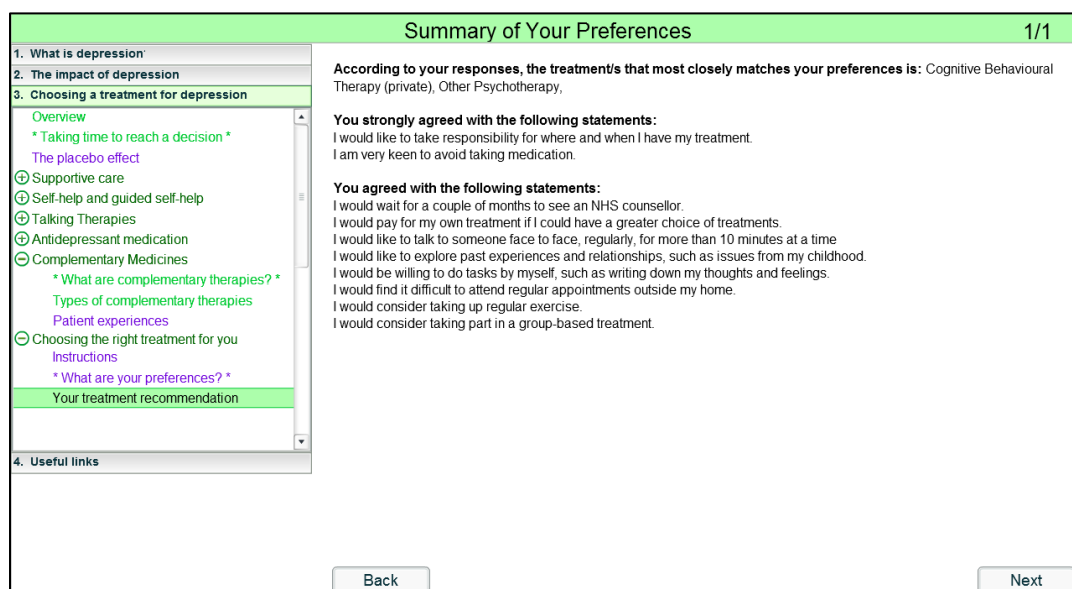 Summary of Your Preferences
1/1
1. What is depression
2. The impact of depression
3. Choosing a treatment for depression
Overview
* Taking time to reach a decision *
The placebo effect
Supportive care
Self-help and guided self-help
Talking Therapies
Antidepressant medication
Complementary Medicines
* What are complementary therapies? *
Types of complementary therapies
Patient experiences
Choosing the right treatment for you
Instructions
* What are your preferences? *
Your treatment recommendation
4. Useful links
According to your responses, the treatment/s that most closely matches your preferences is: Cognitive Behavioural
Therapy (private), Other Psychotherapy,
You strongly agreed with the following statements:
I would like to take responsibility for where and when I have my treatment.
I am very keen to avoid taking medication.
You agreed with the following statements:
I would wait for a couple of months to see an NHS counsellor.
I would pay for my own treatment if I could have a greater choice of treatments.
I would like to talk to someone face to face, regularly, for more than 10 minutes at a time
I would like to explore past experiences and relationships, such as issues from my childhood.
I would be willing to do tasks by myself, such as writing down my thoughts and feelings.
I would find it difficult to attend regular appointments outside my home.
I would consider taking up regular exercise.
I would consider taking part in a group-based treatment.
Back
Next